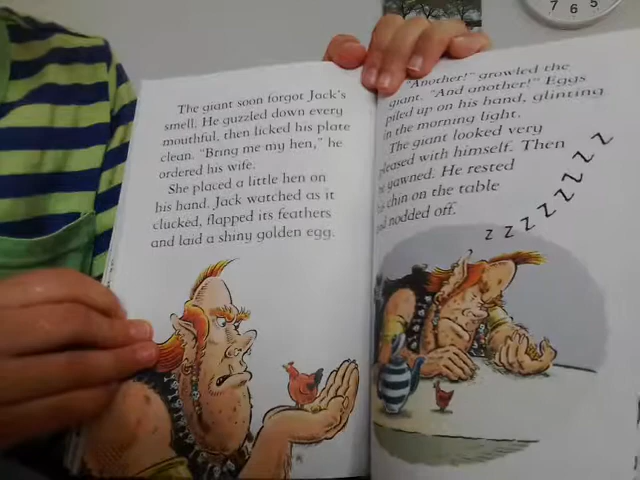 The giant soon forgot Jack's
smell. He guzzled down every
mouthful, then licked his plate
clean. "Bring me my hen," he
ordered his wife.
She placed a little hen on
his hand. Jack watched as it
clucked, flapped its feathers
and laid a shiny golden egg.
"Another!" growled the
giant. "And another!" Eggs
piled up on his hand, glinting
in the morning light.
The giant looked very
pleased with himself. Then
he yawned. He rested
his chin on the table
and nodded off.
z z z z z z z z
7 6 5